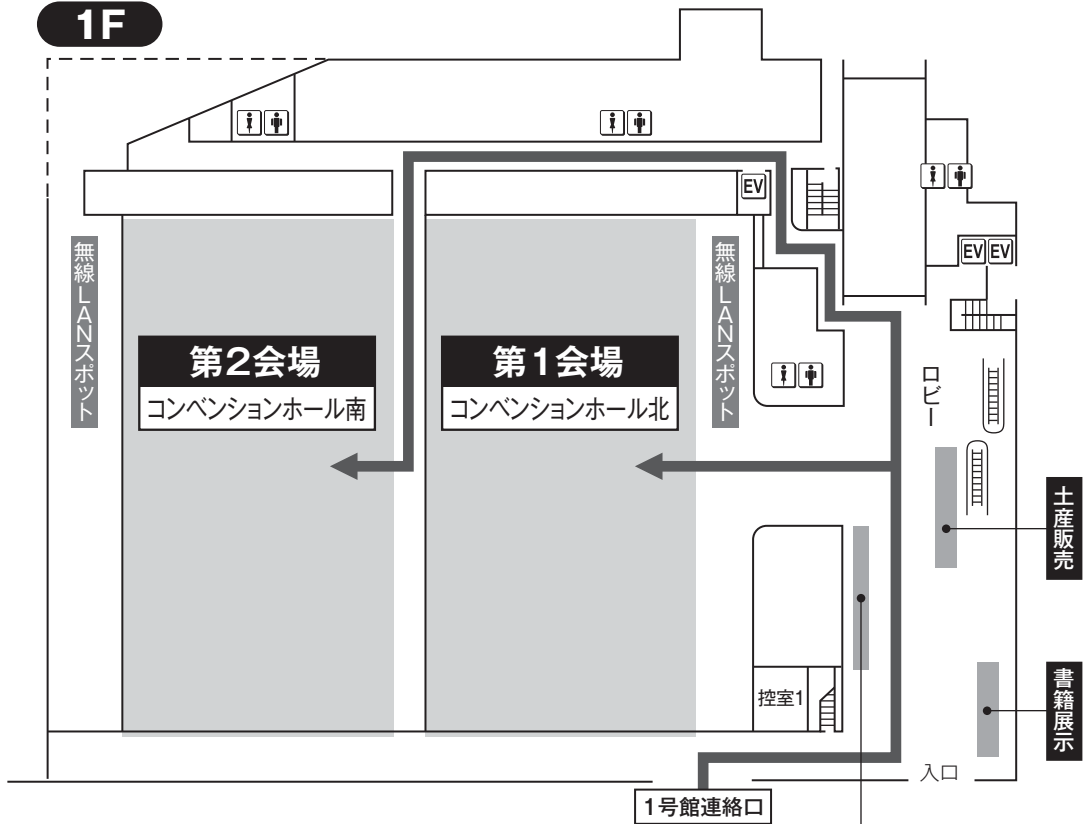 1F
EV
EV EV
無線LANスポット
第2会場
コンベンションホール南
第1会場
コンベンションホール北
無線LANスポット
ロビー
土産販売
控室1
書籍展示
入口
1号館連絡口